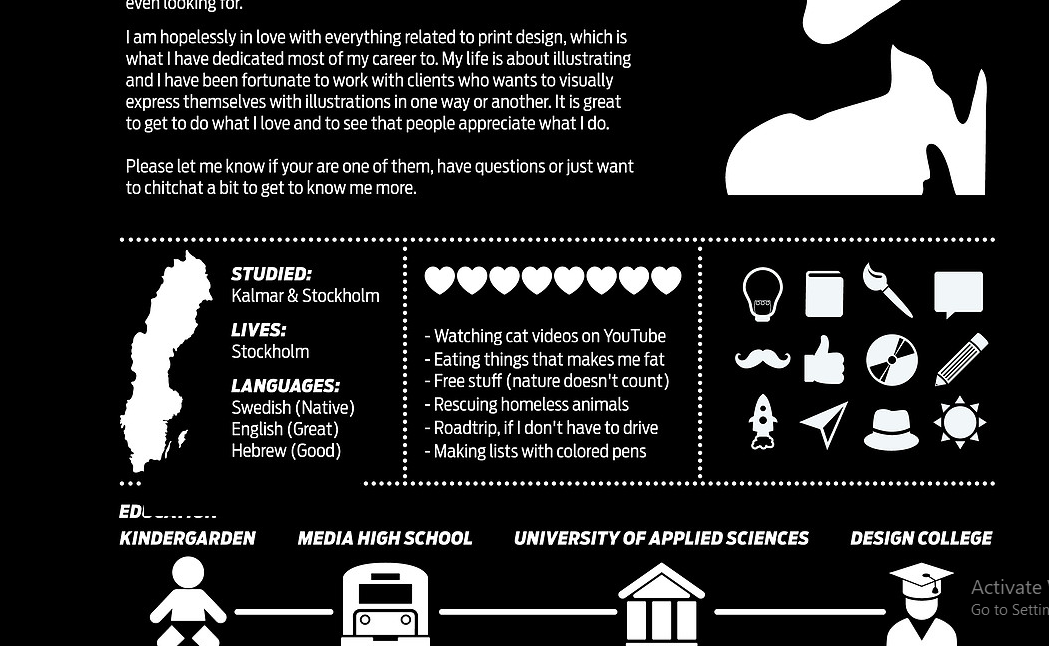 even looking for.
I am hopelessly in love with everything related to print design, which is
what I have dedicated most of my career to. My life is about illustrating
and I have been fortunate to work with clients who wants to visually
express themselves with illustrations in one way or another. It is great
to get to do what I love and to see that people appreciate what I do.
Please let me know if your are one of them, have questions or just want
to chitchat a bit to get to know me more.
STUDIED:
Kalmar & Stockholm
LIVES:
Stockholm
LANGUAGES:
Swedish (Native)
English (Great)
Hebrew (Good)
- Watching cat videos on YouTube
- Eating things that makes me fat
- Free stuff (nature doesn't count)
- Rescuing homeless animals
- Roadtrip, if I don't have to drive
- Making lists with colored pens
KINDERGARDEN
MEDIA HIGH SCHOOL
UNIVERSITY OF APPLIED SCIENCES
DESIGN COLLEGE
Activate
Go to